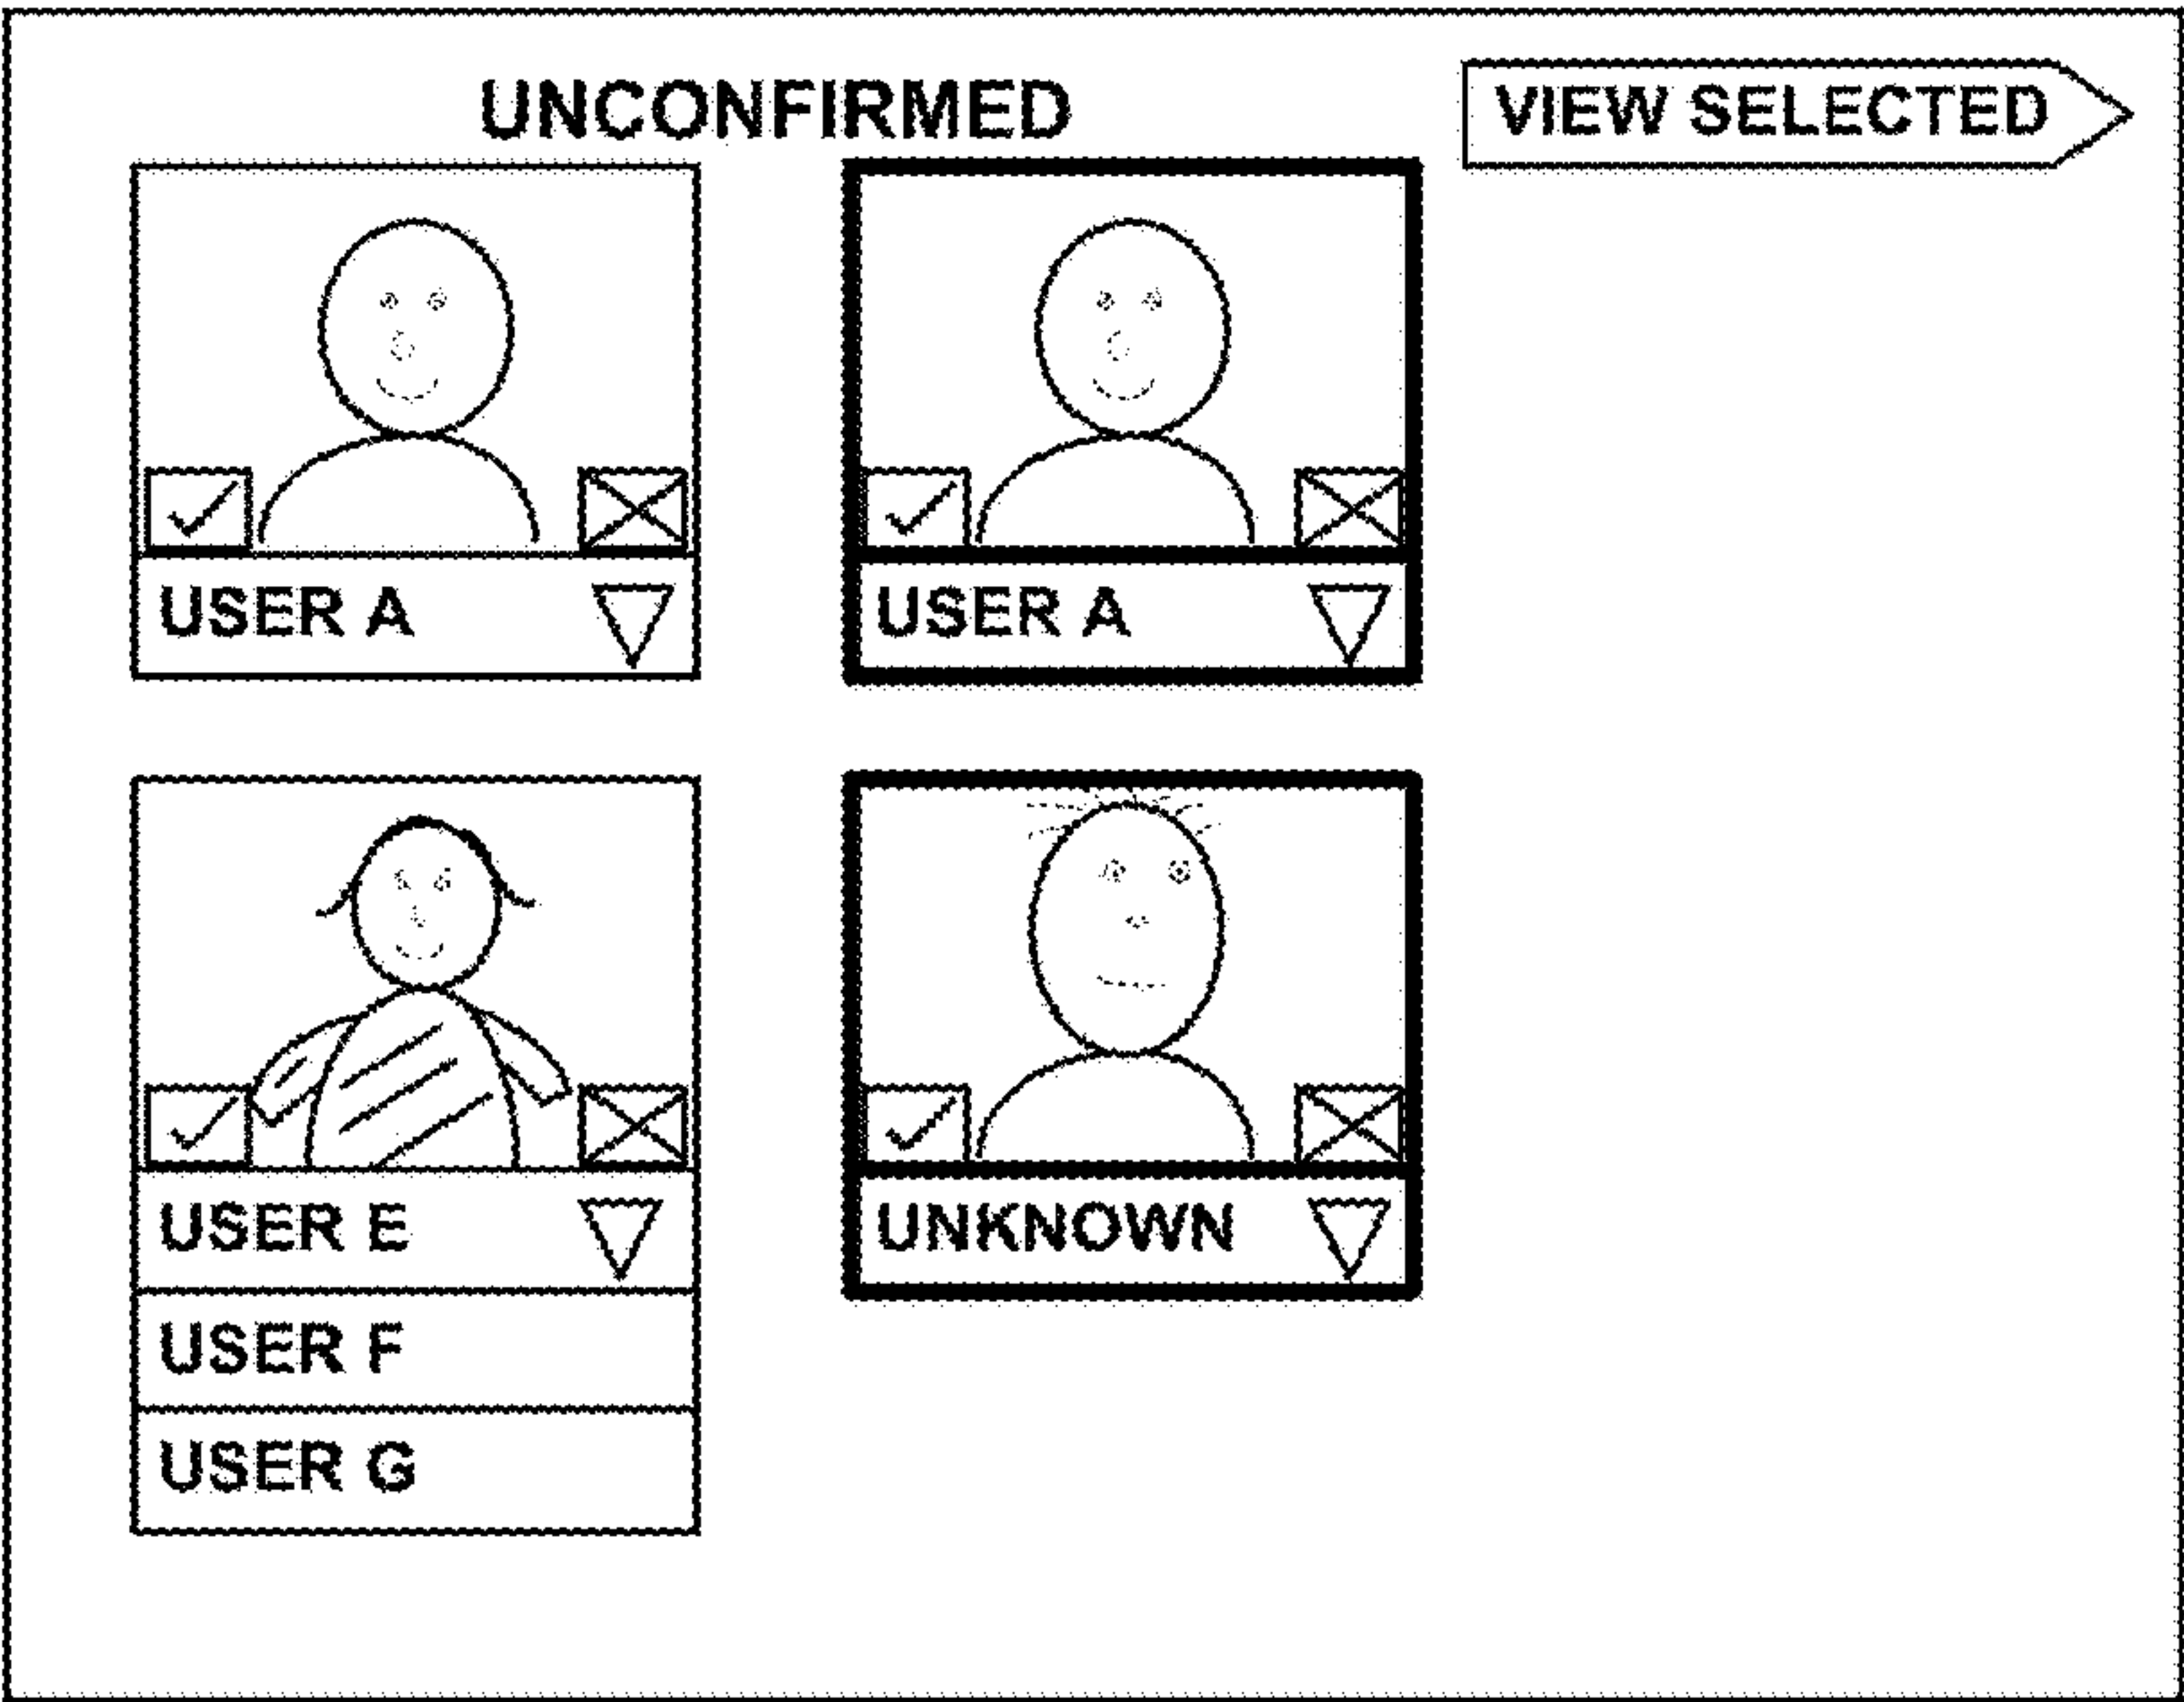 UNCONFIRMED
VIEW SELECTED
USER A
USER A
USER E
USER F
USER G
UNKNOWN